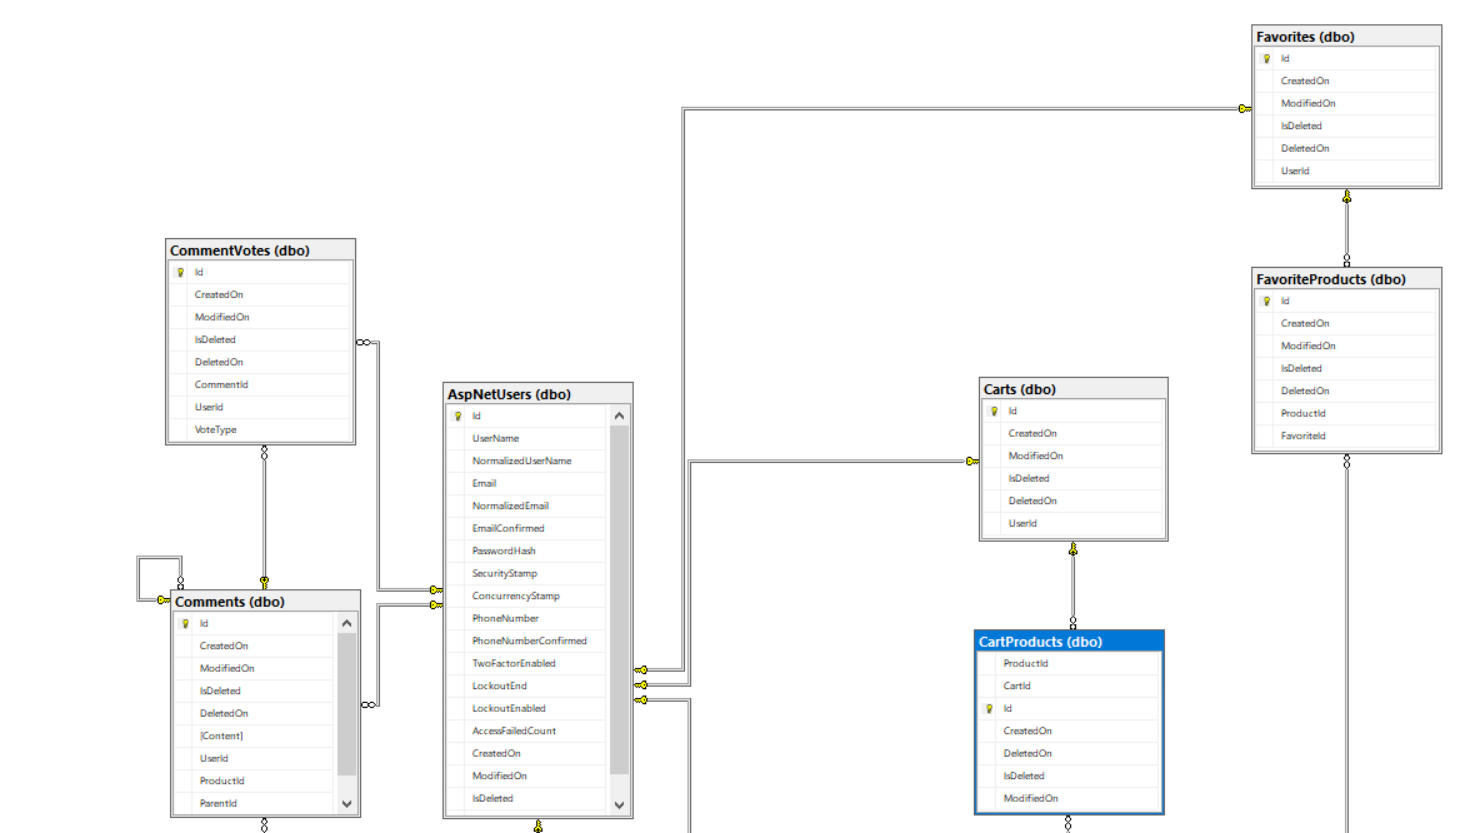 Favorites (dbo)
Id
CreatedOn
ModifiedOn
IsDeleted
DeletedOn
UserId
CommentVotes (dbo)
Id
CreatedOn
ModifiedOn
IsDeleted
DeletedOn
CommentId
UserId
VoteType
FavoriteProducts (dbo)
Id
CreatedOn
ModifiedOn
IsDeleted
DeletedOn
ProductId
FavoriteId
AspNetUsers (dbo)
Id
UserName
NormalizedUserName
Email
NormalizedEmail
EmailConfirmed
PasswordHash
SecurityStamp
ConcurrencyStamp
PhoneNumber
PhoneNumberConfirmed
TwoFactorEnabled
LockoutEnd
LockoutEnabled
AccessFailedCount
CreatedOn
ModifiedOn
IsDeleted
Carts (dbo)
Id
CreatedOn
ModifiedOn
IsDeleted
DeletedOn
UserId
Comments (dbo)
Id
CreatedOn
ModifiedOn
IsDeleted
DeletedOn
[Content]
UserId
ProductId
ParentId
CartProducts (dbo)
ProductId
CartId
Id
CreatedOn
DeletedOn
IsDeleted
ModifiedOn